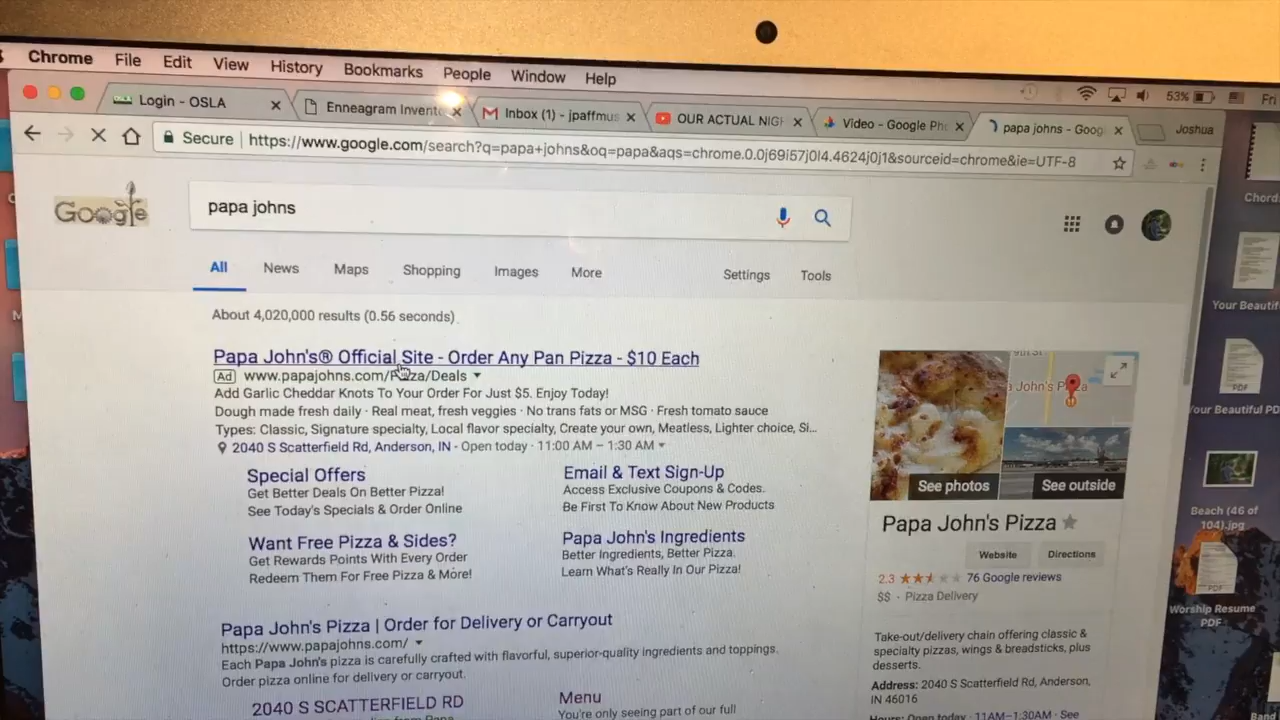 Chrome File Edit View History Bookmarks People Window Help 53% Fri
Login - OSLA Enneagram Invent Inbox (1) - jpaffmus OUR ACTUAL NIGH Video - Google Pho papa johns - Goog Joshua
Secure https://www.google.com/search?q=papa+johns&oq=papa&aqs=chrome.0.0j69i57j0l4.4624j0j1&sourceid=chrome&ie=UTF-8
Google papa johns
All News Maps Shopping Images More Settings Tools
About 4,020,000 results (0.56 seconds)
Papa John's® Official Site - Order Any Pan Pizza - $10 Each
Ad www.papajohns.com/Pizza/Deals
Add Garlic Cheddar Knots To Your Order For Just $5. Enjoy Today!
Dough made fresh daily · Real meat, fresh veggies · No trans fats or MSG · Fresh tomato sauce
Types: Classic, Signature specialty, Local flavor specialty, Create your own, Meatless, Lighter choice, Si...
2040 S Scatterfield Rd, Anderson, IN - Open today · 11:00 AM – 1:30 AM
Special Offers
Get Better Deals On Better Pizza!
See Today's Specials & Order Online
Email & Text Sign-Up
Access Exclusive Coupons & Codes.
Be First To Know About New Products
Want Free Pizza & Sides?
Get Rewards Points With Every Order
Redeem Them For Free Pizza & More!
Papa John's Ingredients
Better Ingredients, Better Pizza.
Learn What's Really In Our Pizza!
Papa John's Pizza | Order for Delivery or Carryout
https://www.papajohns.com/
Each Papa John's pizza is carefully crafted with flavorful, superior-quality ingredients and toppings.
Order pizza online for delivery or carryout.
2040 S SCATTERFIELD RD
Menu
You're only seeing part of our full
9th St
a John's Pizza
See photos
See outside
Papa John's Pizza
Website Directions
2.3 76 Google reviews
$$ · Pizza Delivery
Take-out/delivery chain offering classic &
specialty pizzas, wings & breadsticks, plus
desserts.
Address: 2040 S Scatterfield Rd, Anderson,
IN 46016
Hours: Open today · 11AM–1:30AM
Chord
Your Beautif
PDF
Your Beautiful PD
Beach (46 of
104).jpg
Worship Resume
PDF